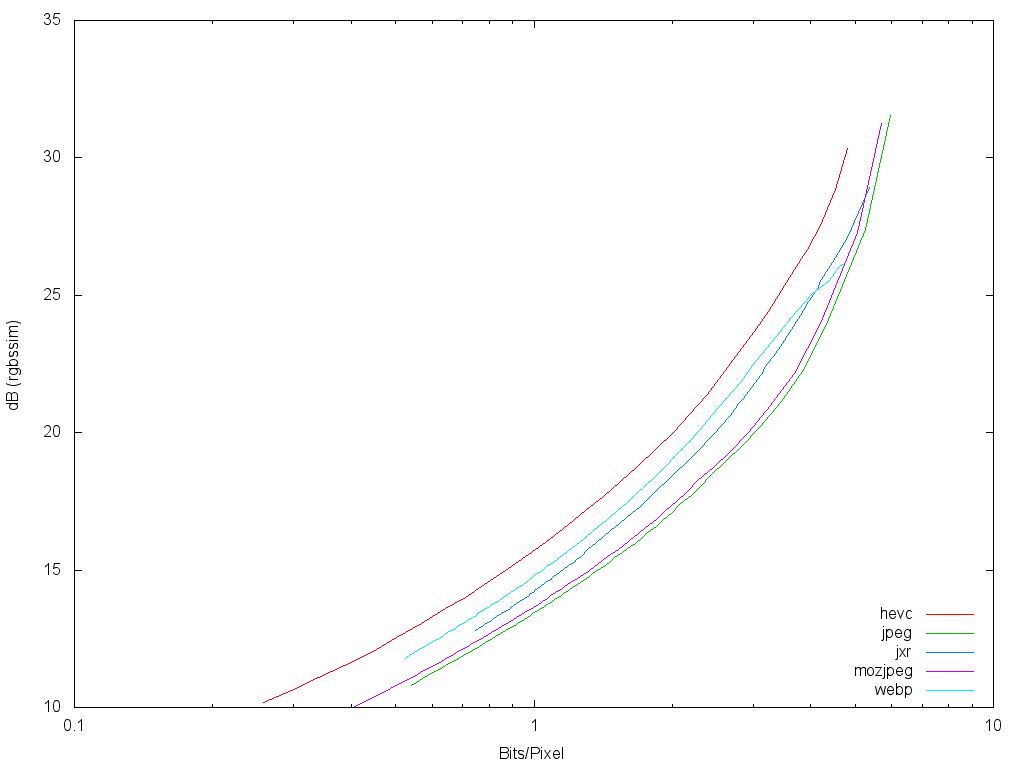 35
30
25
20
15
10
dB (rgbssim)
hevc
jpeg
jxr
mozjpeg
webp
0.1 1 10
Bits/Pixel